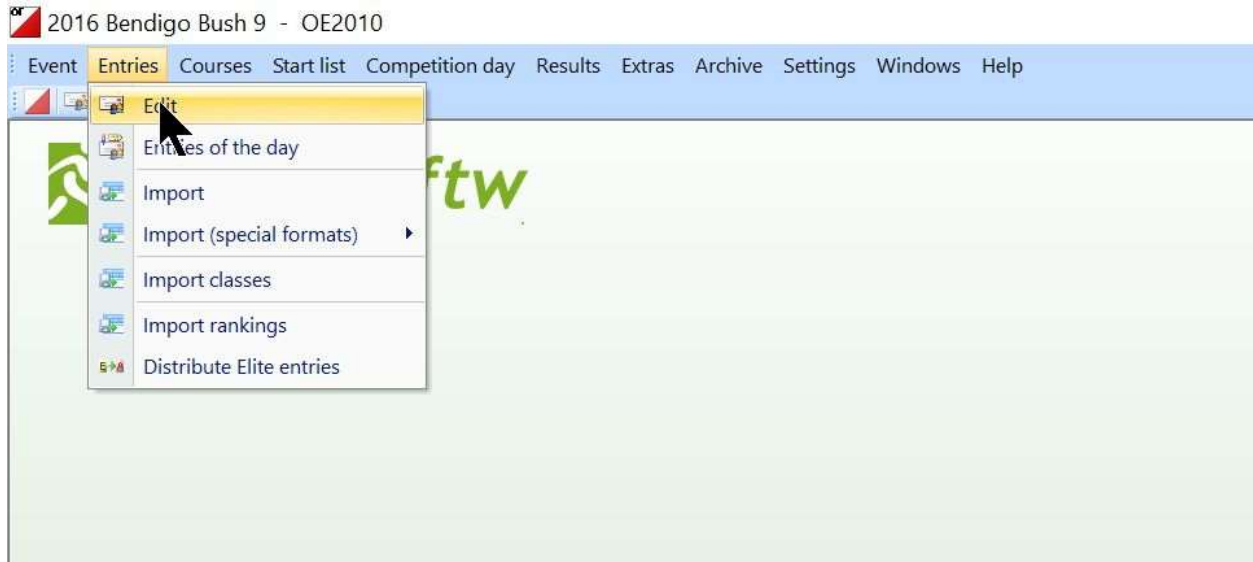 2016 Bendigo Bush 9 - OE2010
Event Entries Courses Start list Competition day Results Extras Archive Settings Windows Help
Edit
Entries of the day
Import
Import (special formats)
Import classes
Import rankings
Distribute Elite entries
ftw